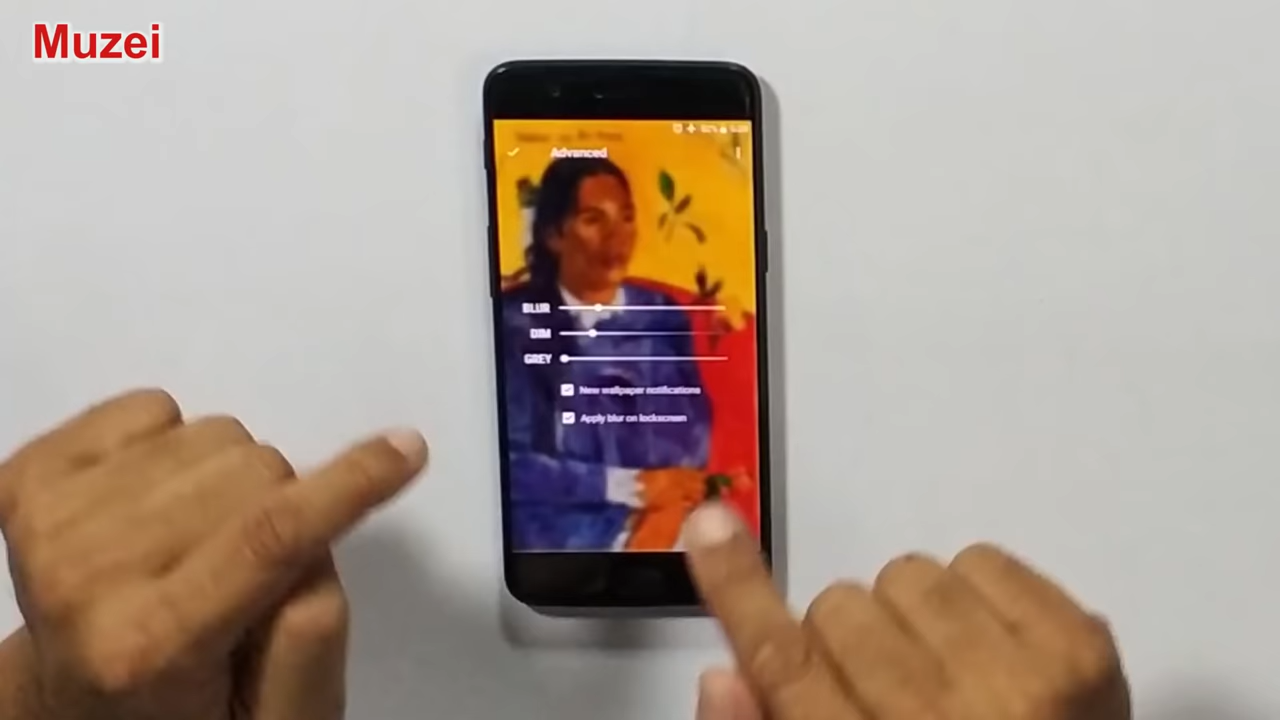 Muzei
Advanced
BLUR
DIM
GREY
New wallpaper notifications
Apply blur on lockscreen